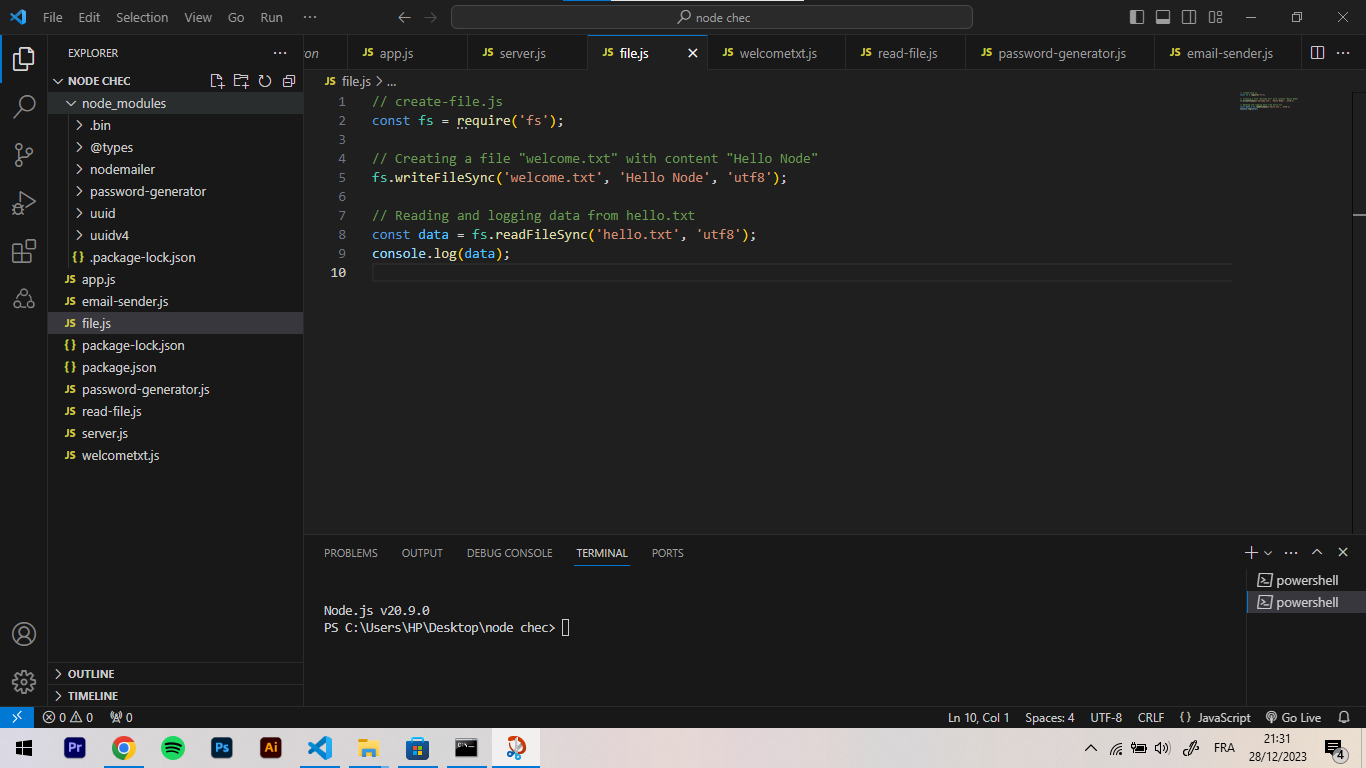 File Edit Selection View Go Run ··· node chec
EXPLORER ···
on JS app.js JS server.js JS file.js JS welcometxt.js JS read-file.js JS password-generator.js JS email-sender.js ···
NODE CHEC
JS file.js > ...
node_modules
.bin
@types
nodemailer
password-generator
uuid
uuidv4
{} .package-lock.json
JS app.js
JS email-sender.js
JS file.js
{} package-lock.json
{} package.json
JS password-generator.js
JS read-file.js
JS server.js
JS welcometxt.js
OUTLINE
TIMELINE
1 // create-file.js
2 const fs = require('fs');
3
4 // Creating a file "welcome.txt" with content "Hello Node"
5 fs.writeFileSync('welcome.txt', 'Hello Node', 'utf8');
6
7 // Reading and logging data from hello.txt
8 const data = fs.readFileSync('hello.txt', 'utf8');
9 console.log(data);
10
PROBLEMS OUTPUT DEBUG CONSOLE TERMINAL PORTS
Node.js v20.9.0
PS C:\Users\HP\Desktop\node chec>
powershell
powershell
0 0 0 Ln 10, Col 1 Spaces: 4 UTF-8 CRLF {} JavaScript Go Live
Pr Ps Ai FRA
21:31
28/12/2023
4